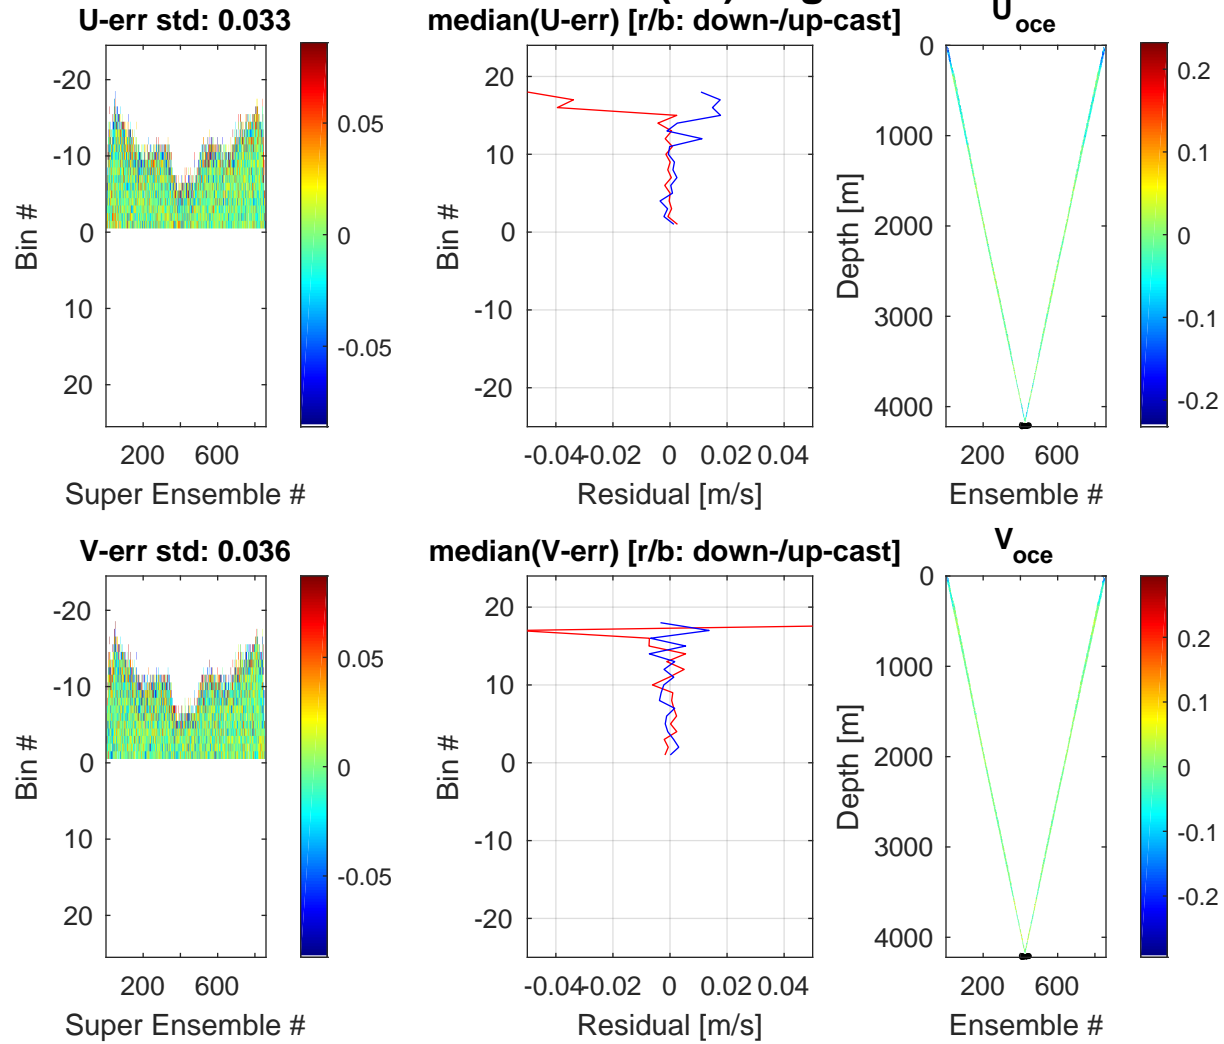 U-err std: 0.033
-20
-10
0
10
20
Bin #
200 600
Super Ensemble #
0.05
0
-0.05
median(U-err) [r/b: down-/up-cast]
20
10
0
-10
-20
Bin #
-0.04 -0.02 0 0.02 0.04
Residual [m/s]
U oce
0
1000
2000
3000
4000
Depth [m]
200 600
Ensemble #
0.2
0.1
0
-0.1
-0.2
V-err std: 0.036
-20
-10
0
10
20
Bin #
200 600
Super Ensemble #
0.05
0
-0.05
median(V-err) [r/b: down-/up-cast]
20
10
0
-10
-20
Bin #
-0.04 -0.02 0 0.02 0.04
Residual [m/s]
V oce
0
1000
2000
3000
4000
Depth [m]
200 600
Ensemble #
0.2
0.1
0
-0.1
-0.2